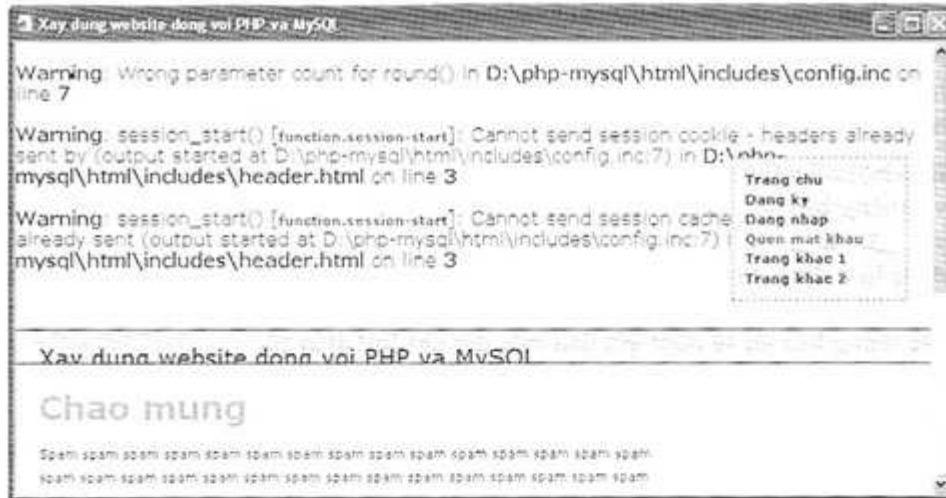 Xay dung website dong voi PHP va MySQL
Warning: Wrong parameter count for round() in D:\php-mysql\html\includes\config.inc on
line 7
Warning: session_start() [function.session-start]: Cannot send session cookie - headers already
sent by (output started at D:\php-mysql\html\includes\config.inc:7) in D:\php-
mysql\html\includes\header.html on line 3
Warning: session_start() [function.session-start]: Cannot send session cache
already sent (output started at D:\php-mysql\html\includes\config.inc:7)
mysql\html\includes\header.html on line 3
Trang chu
Dang ky
Dang nhap
Quen mat khau
Trang khac 1
Trang khac 2
Xay dung website dong voi PHP va MySQL
Chao mung
Spam spam spam spam spam spam spam spam spam spam spam spam spam spam spam
spam spam spam spam spam spam spam spam spam spam spam spam spam spam spam